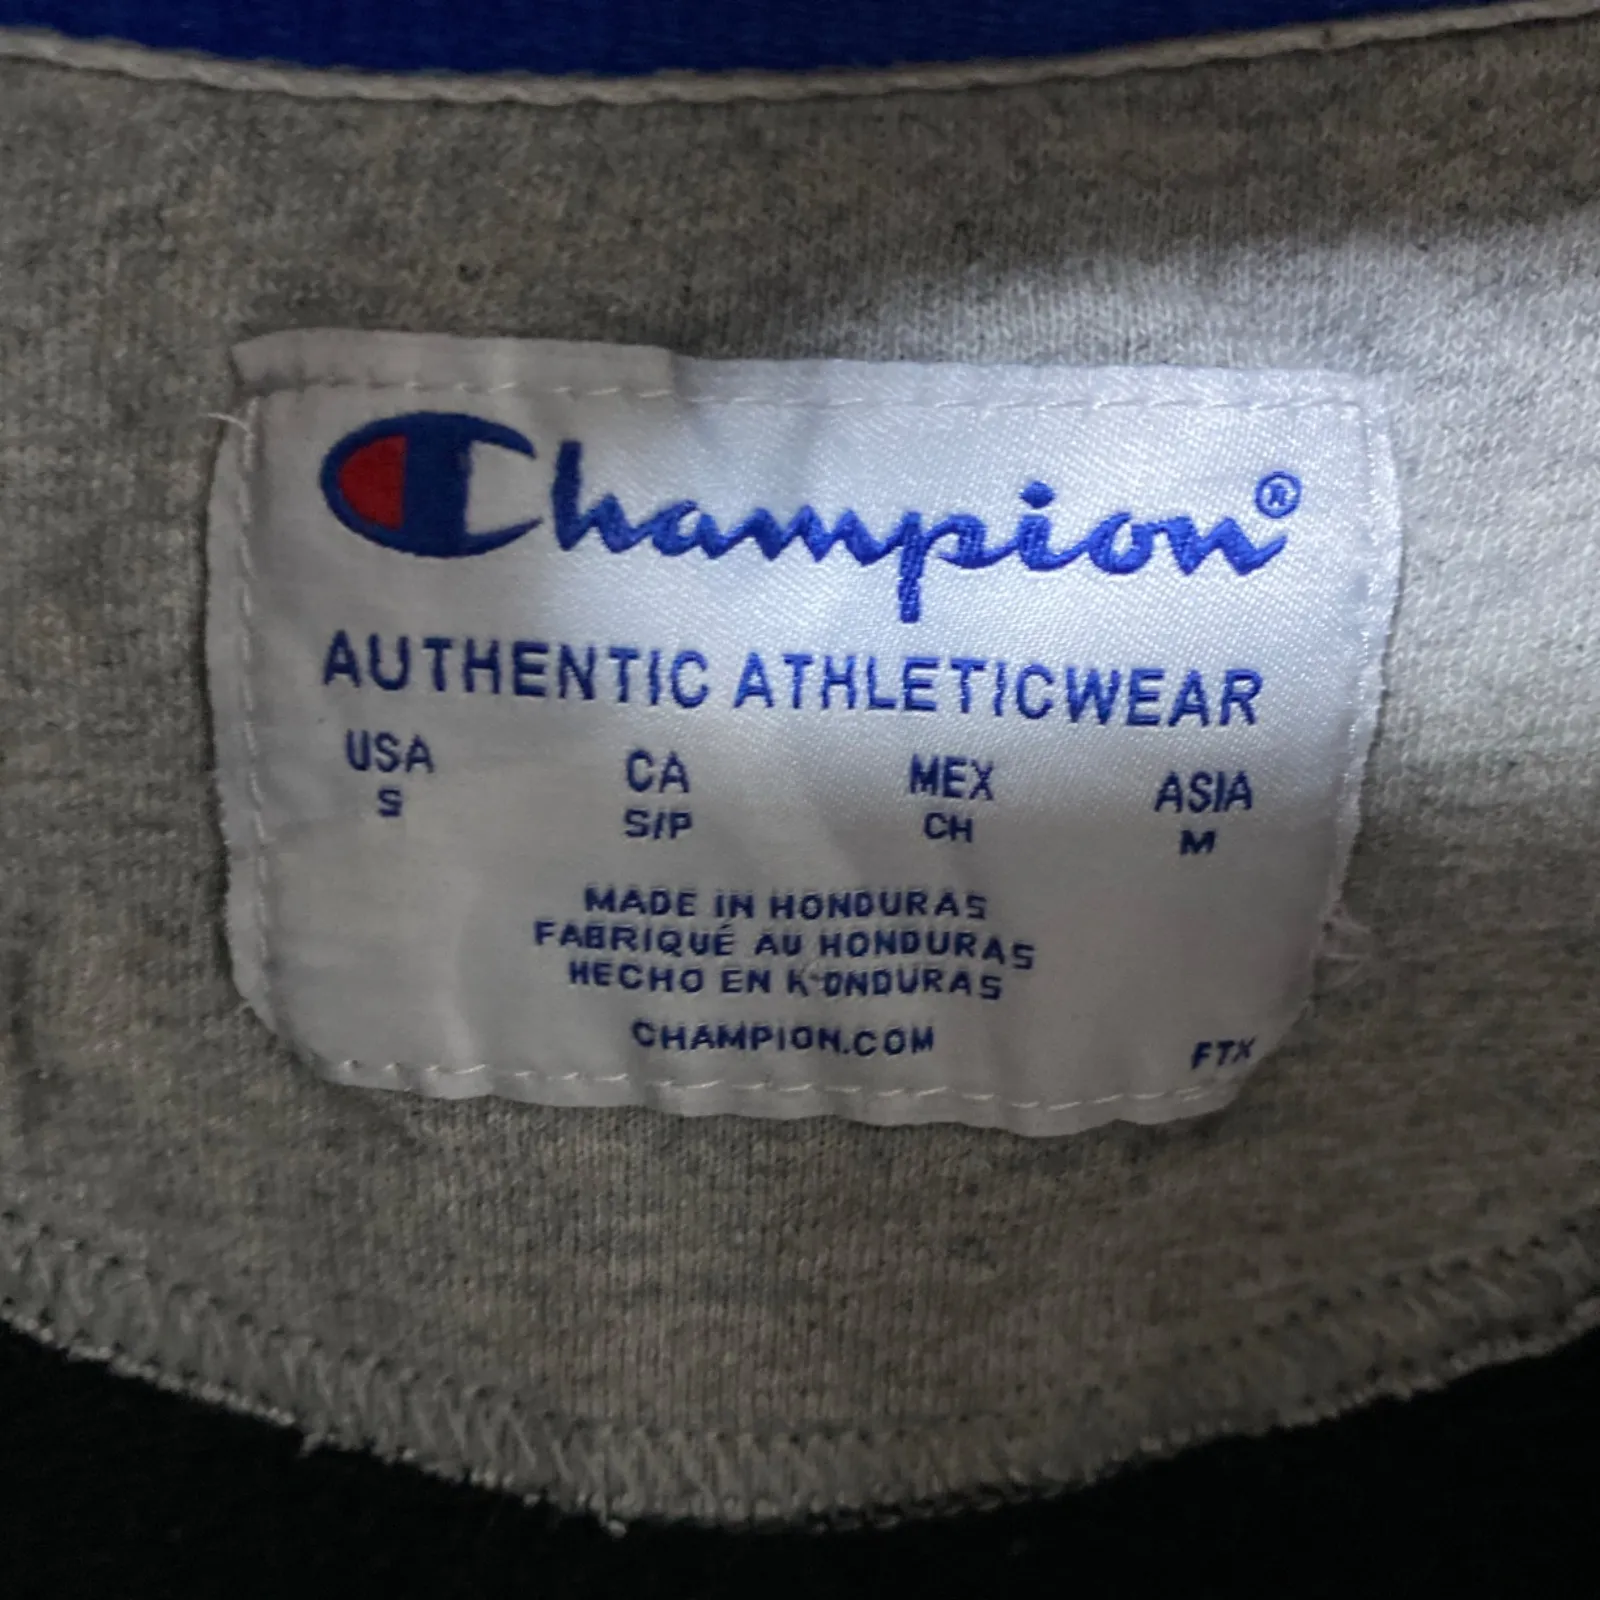 Champion®
AUTHENTIC ATHLETICWEAR
USA CA MEX ASIA
S S/P CH M
MADE IN HONDURAS
FABRIQUÉ AU HONDURAS
HECHO EN HONDURAS
CHAMPION.COM
FTX